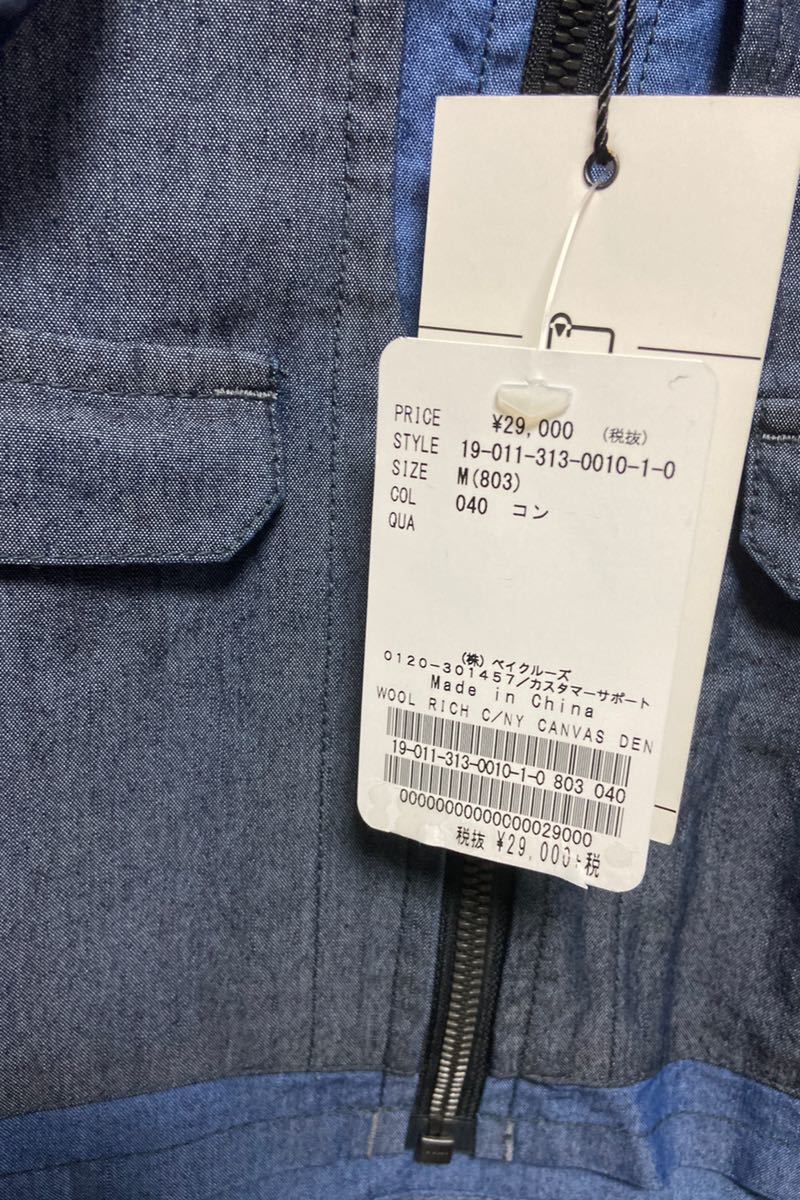 PRICE ¥29,000 (税抜)
STYLE 19-011-313-0010-1-0
SIZE M(803)
COL 040 コン
QUA
(株) ベイクルーズ
0120-301457/カスタマーサポート
Made in China
WOOL RICH C/NY CANVAS DEN
19-011-313-0010-1-0 803 040
00000000000000029000
税抜 ¥29,000+税